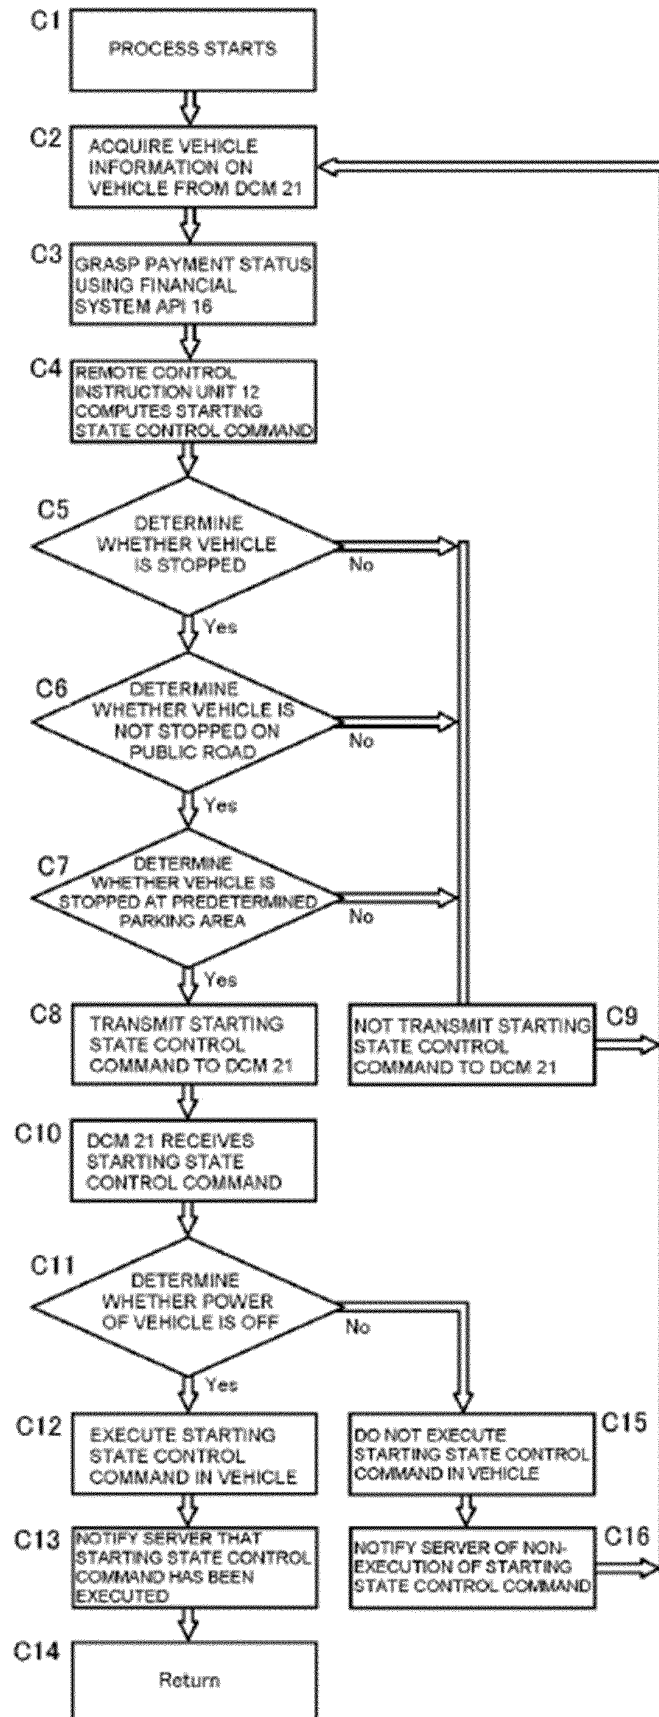 C1
PROCESS STARTS
C2
ACQUIRE VEHICLE
INFORMATION ON
VEHICLE FROM DCM 21
C3
GRASP PAYMENT STATUS
USING FINANCIAL
SYSTEM API 16
C4
REMOTE CONTROL
INSTRUCTION UNIT 12
COMPUTES STARTING
STATE CONTROL COMMAND
C5
DETERMINE
WHETHER VEHICLE
IS STOPPED
No
Yes
C6
DETERMINE
WHETHER VEHICLE IS
NOT STOPPED ON
PUBLIC ROAD
No
Yes
C7
DETERMINE
WHETHER VEHICLE IS
STOPPED AT PREDETERMINED
PARKING AREA
No
Yes
C8
TRANSMIT STARTING
STATE CONTROL
COMMAND TO DCM 21
C9
NOT TRANSMIT STARTING
STATE CONTROL
COMMAND TO DCM 21
C10
DCM 21 RECEIVES
STARTING STATE
CONTROL COMMAND
C11
DETERMINE
WHETHER POWER
OF VEHICLE IS OFF
No
Yes
C12
EXECUTE STARTING
STATE CONTROL
COMMAND IN VEHICLE
C15
DO NOT EXECUTE
STARTING STATE CONTROL
COMMAND IN VEHICLE
C13
NOTIFY SERVER THAT
STARTING STATE CONTROL
COMMAND HAS BEEN
EXECUTED
C16
NOTIFY SERVER OF NON-
EXECUTION OF STARTING
STATE CONTROL COMMAND
C14
Return